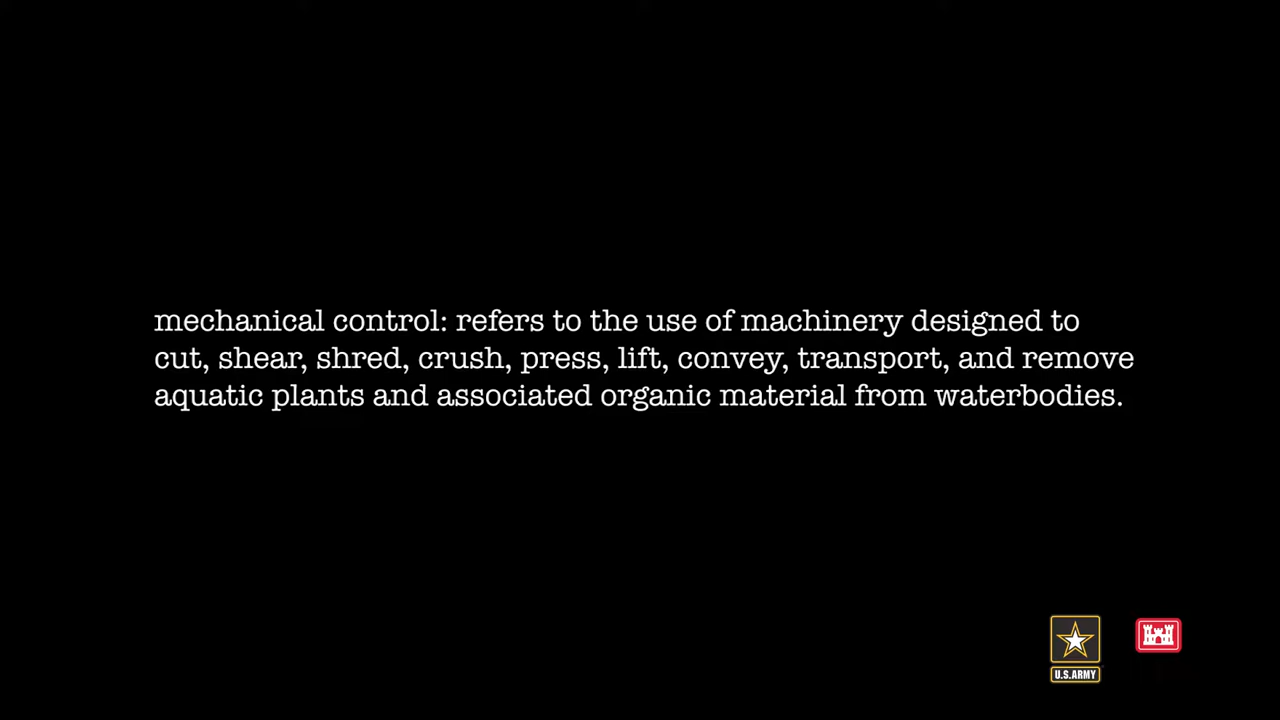 mechanical control: refers to the use of machinery designed to
cut, shear, shred, crush, press, lift, convey, transport, and remove
aquatic plants and associated organic material from waterbodies.
U.S.ARMY